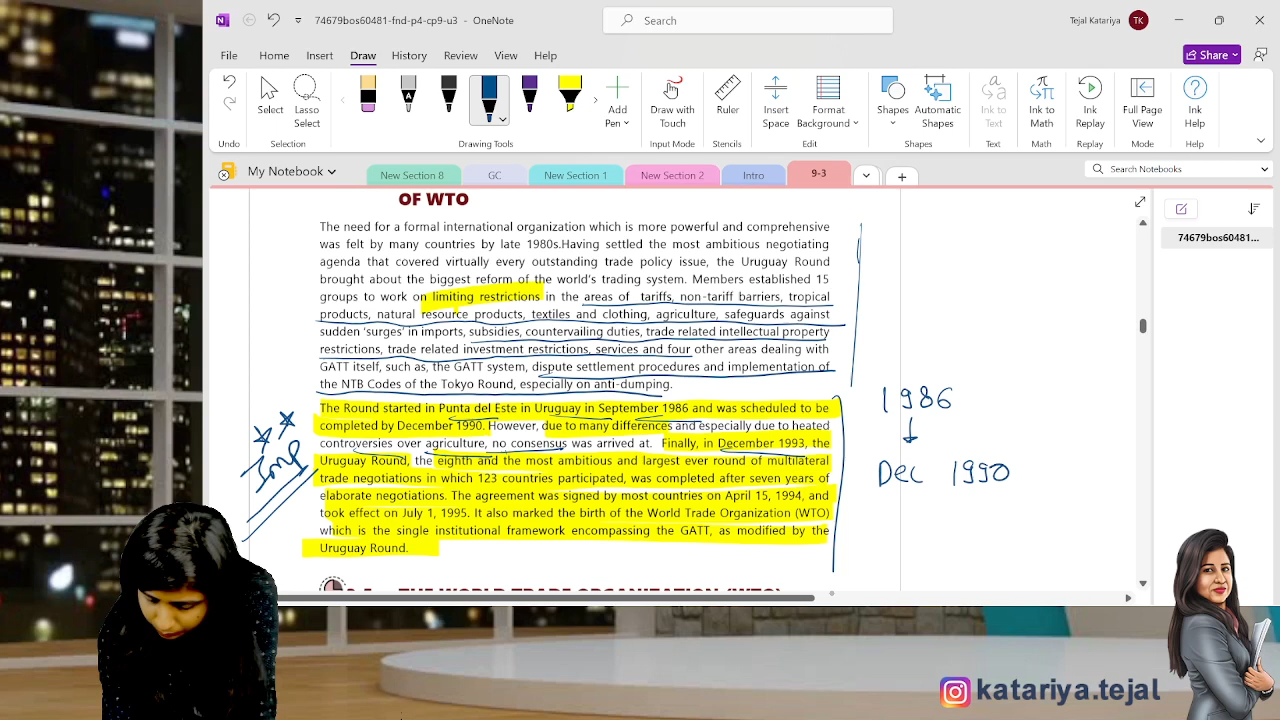 74679bos60481-fnd-p4-cp9-u3 - OneNote
Search
Tejal Katariya
TK
File Home Insert Draw History Review View Help
Share
Undo
Select
Lasso Select
Selection
Drawing Tools
Add Pen
Draw with Touch
Input Mode
Ruler
Stencils
Insert Space
Format Background
Edit
Shapes
Automatic Shapes
Shapes
Ink to Text
Ink to Math
Math
Ink Replay
Replay
Full Page View
Mode
Ink Help
Help
My Notebook
New Section 8
GC
New Section 1
New Section 2
Intro
9-3
Search Notebooks
74679bos60481...
OF WTO
The need for a formal international organization which is more powerful and comprehensive
was felt by many countries by late 1980s.Having settled the most ambitious negotiating
agenda that covered virtually every outstanding trade policy issue, the Uruguay Round
brought about the biggest reform of the world's trading system. Members established 15
groups to work on limiting restrictions in the areas of tariffs, non-tariff barriers, tropical
products, natural resource products, textiles and clothing, agriculture, safeguards against
sudden 'surges' in imports, subsidies, countervailing duties, trade related intellectual property
restrictions, trade related investment restrictions, services and four other areas dealing with
GATT itself, such as, the GATT system, dispute settlement procedures and implementation of
the NTB Codes of the Tokyo Round, especially on anti-dumping.
The Round started in Punta del Este in Uruguay in September 1986 and was scheduled to be
completed by December 1990. However, due to many differences and especially due to heated
controversies over agriculture, no consensus was arrived at. Finally, in December 1993, the
Uruguay Round, the eighth and the most ambitious and largest ever round of multilateral
trade negotiations in which 123 countries participated, was completed after seven years of
elaborate negotiations. The agreement was signed by most countries on April 15, 1994, and
took effect on July 1, 1995. It also marked the birth of the World Trade Organization (WTO)
which is the single institutional framework encompassing the GATT, as modified by the
Uruguay Round.
Imp
1986
Dec 1990
THE WORLD TRADE ORGANIZATION (WTO)
katariya.tejal